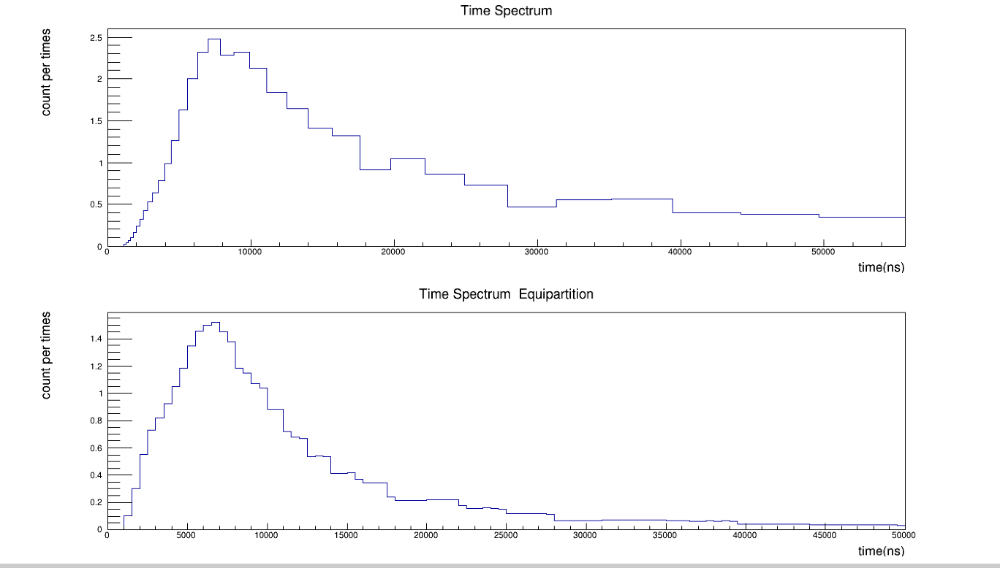 Time Spectrum
count per times
2.5
2
1.5
1
0.5
0
0 10000 20000 30000 40000 50000
time(ns)
Time Spectrum  Equipartition
count per times
1.4
1.2
1
0.8
0.6
0.4
0.2
0
0 5000 10000 15000 20000 25000 30000 35000 40000 45000 50000
time(ns)